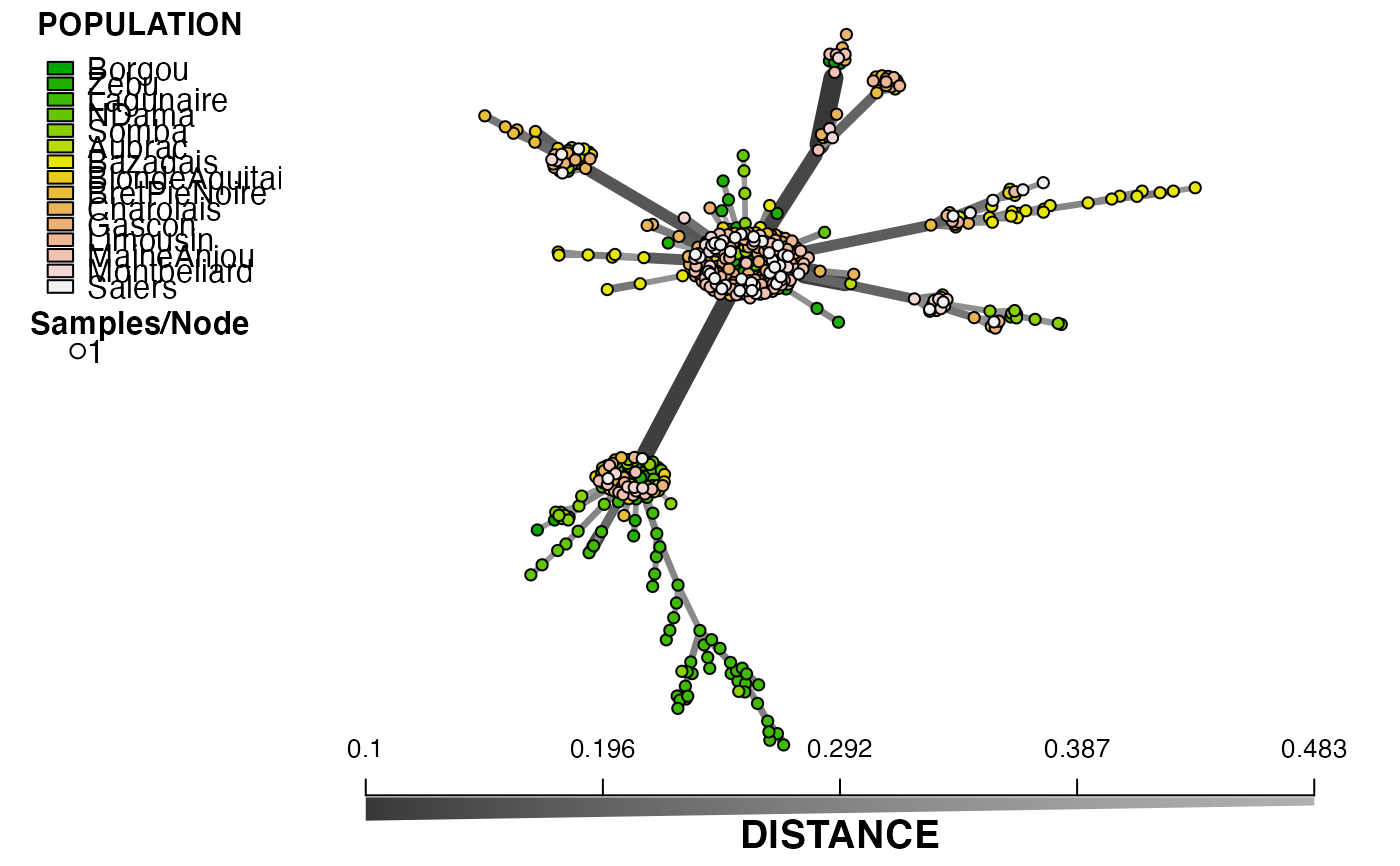 POPULATION
Borgou
Zebu
Lagunaire
NDama
Somba
Aubrac
Bazadais
BlondeAquitai
BretPieNoire
Charolais
Gascon
Limousin
MaineAnjou
Montbeliard
Salers
Samples/Node
1
0.1 0.196 0.292 0.387 0.483
DISTANCE